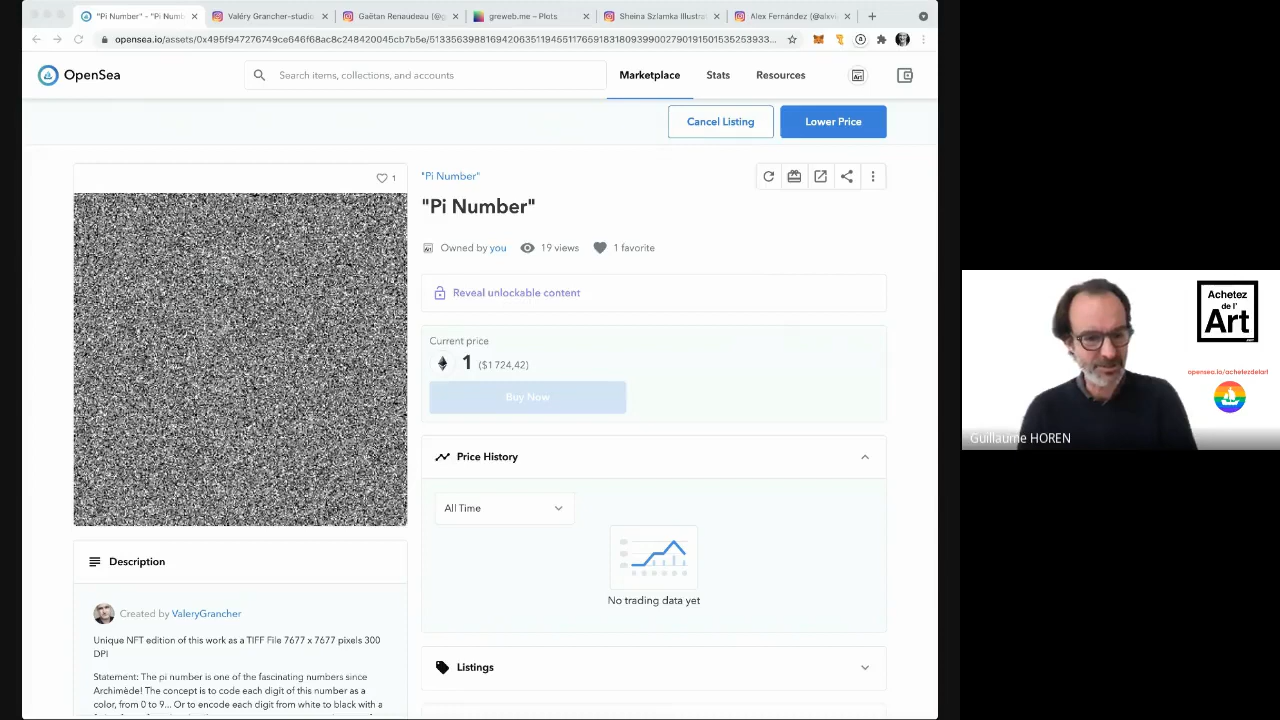 "Pi Number" - "Pi Numb
Valéry Grancher-studio
Gaëtan Renaudeau (@g
greweb.me – Plots
Sheina Szlamka Illustra
Alex Fernández (@alxv
opensea.io/assets/
OpenSea
Search items, collections, and accounts
Marketplace
Stats
Resources
Cancel Listing
Lower Price
1
"Pi Number"
"Pi Number"
Owned by you
19 views
1 favorite
Reveal unlockable content
Current price
1 ($1 724,42)
Buy Now
Price History
All Time
No trading data yet
Listings
Description
Created by ValeryGrancher
Unique NFT edition of this work as a TIFF File 7677 x 7677 pixels 300
DPI
Statement: The pi number is one of the fascinating numbers since
Archimède! The concept is to code each digit of this number as a
color, from 0 to 9... Or to encode each digit from white to black with a
Achetez
de l'
Art
opensea.io/achetezdelart
Guillaume HOREN